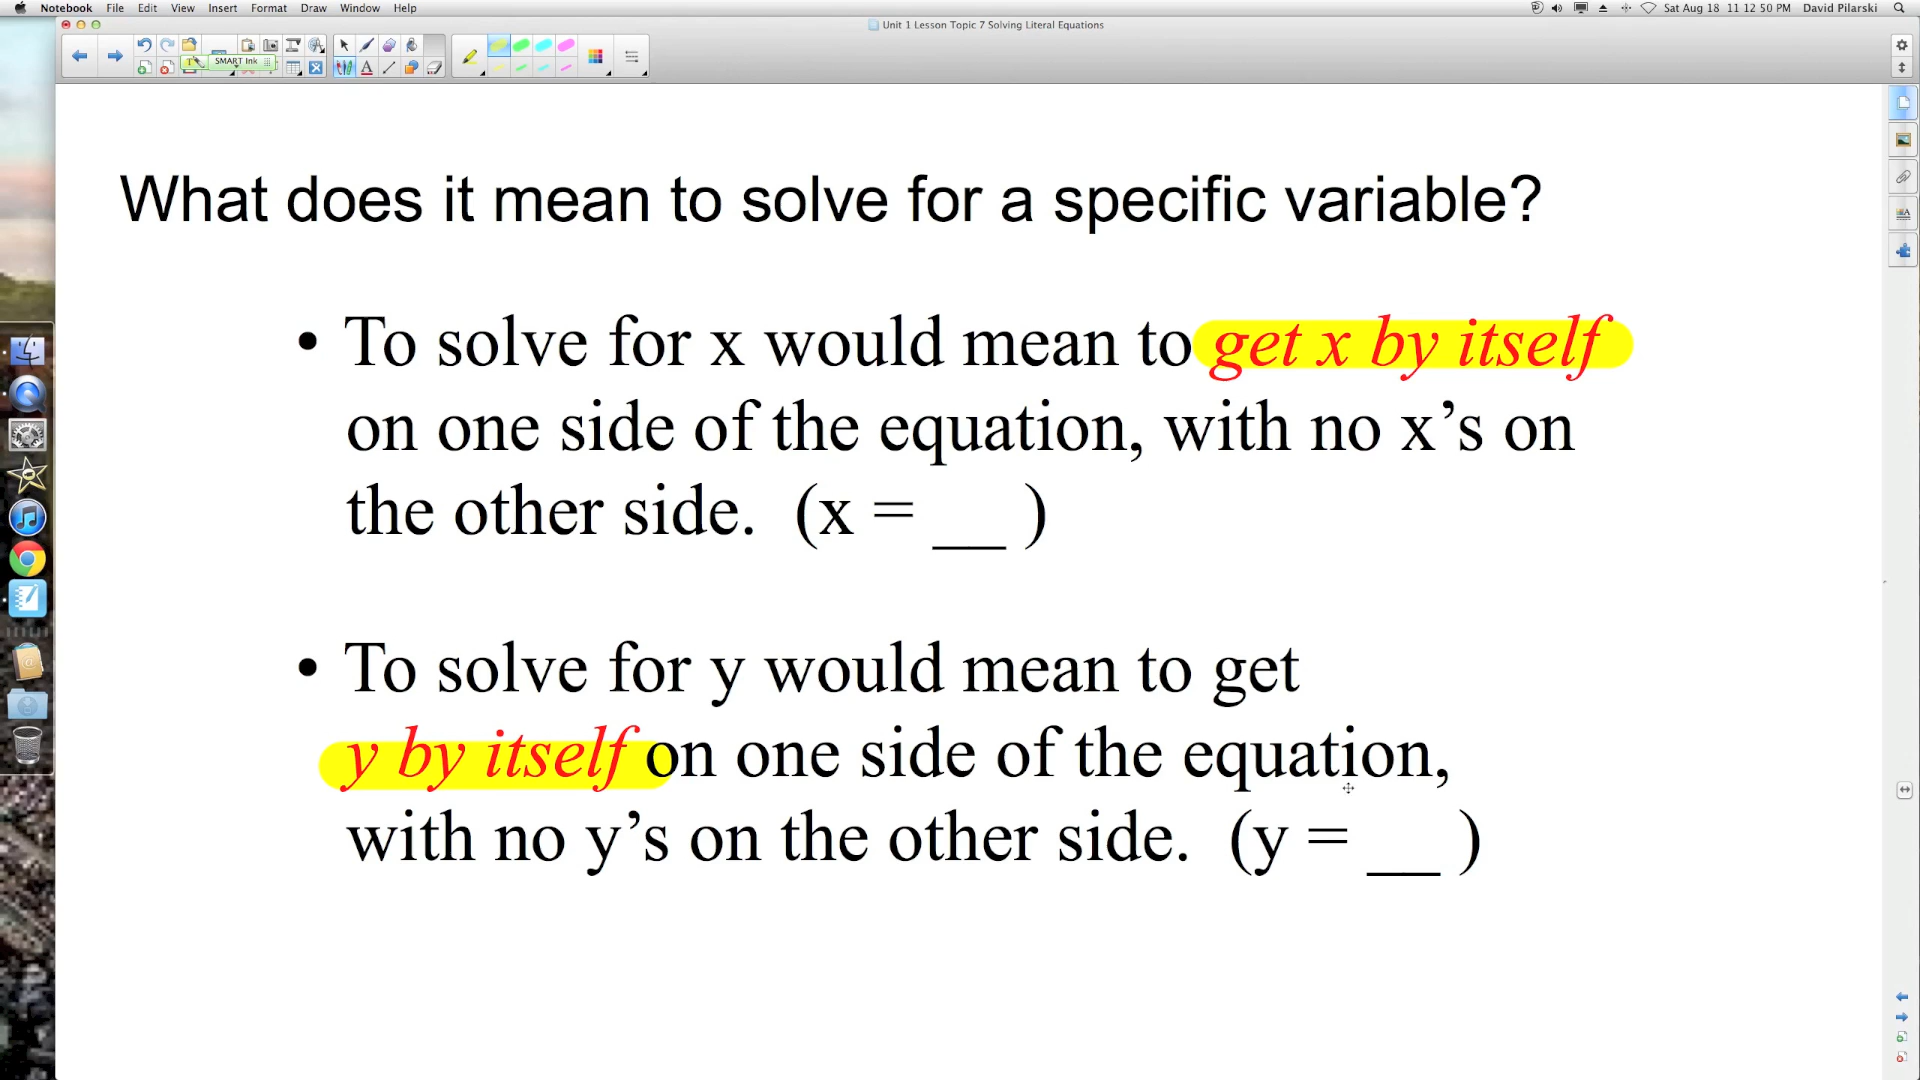 Notebook File Edit View Insert Format Draw Window Help Sat Aug 18 11 12 50 PM David Pilarski
Unit 1 Lesson Topic 7 Solving Literal Equations
SMART Ink
What does it mean to solve for a specific variable?
• To solve for x would mean to get x by itself
on one side of the equation, with no x’s on
the other side. (x = __ )
• To solve for y would mean to get
y by itself on one side of the equation,
with no y’s on the other side. (y = __ )